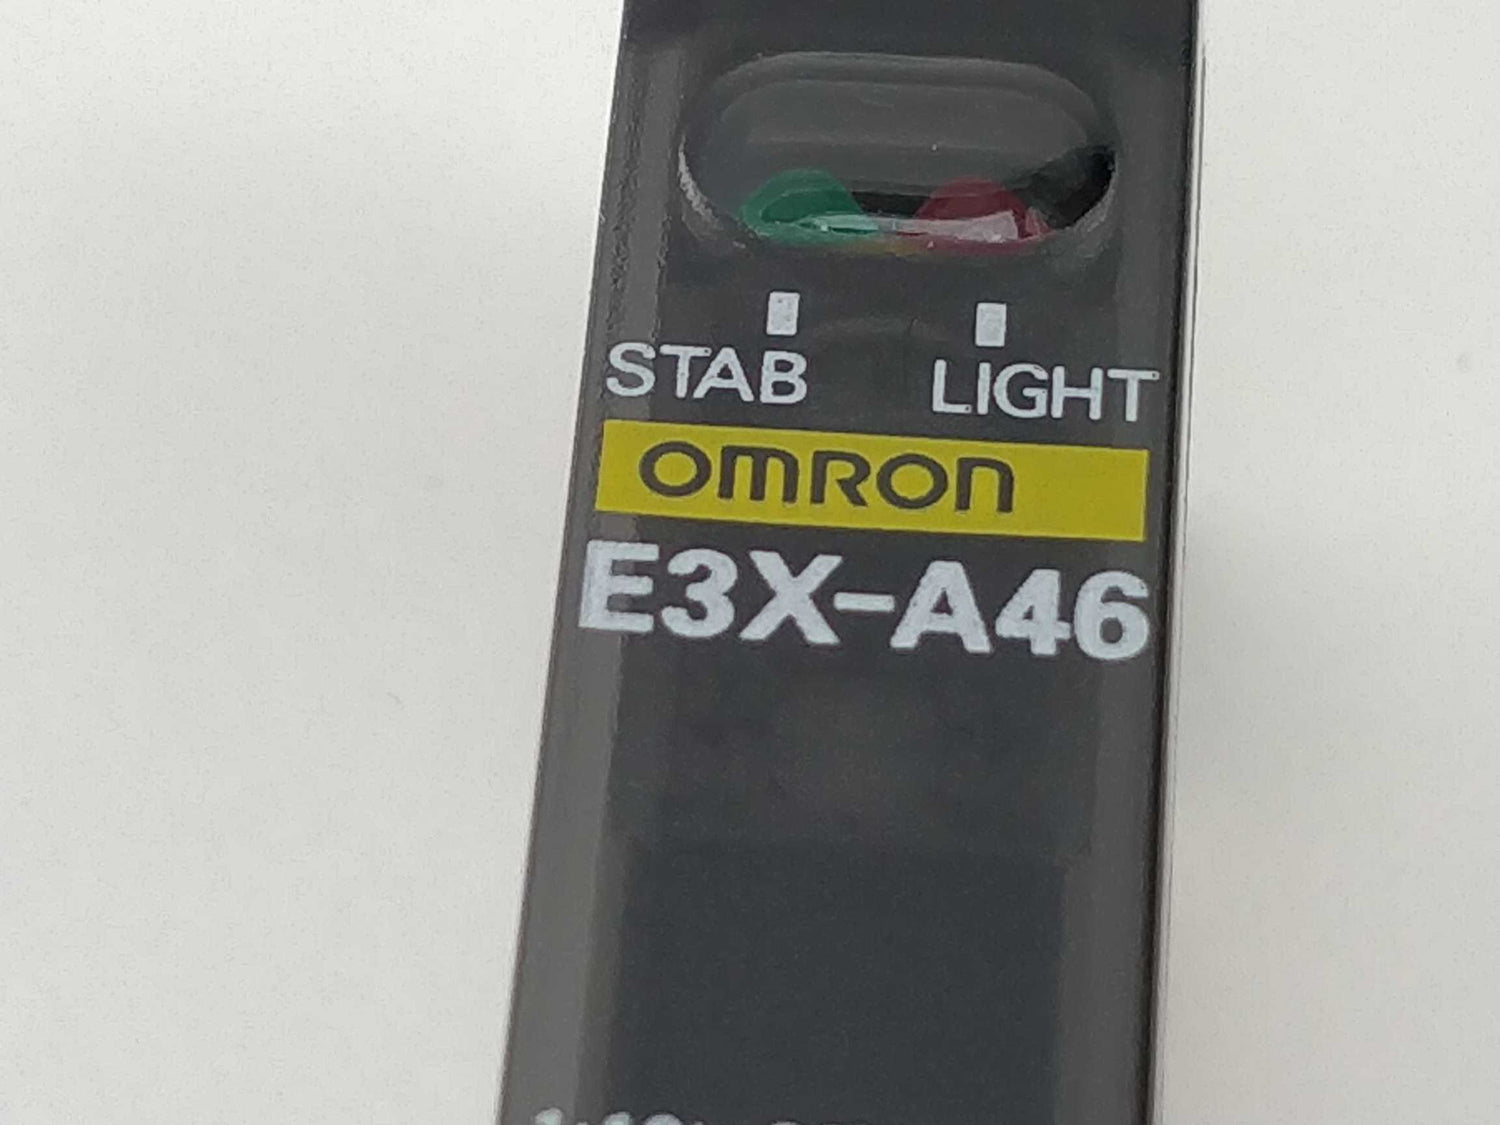 STAB LIGHT
OMRON
E3X-A46